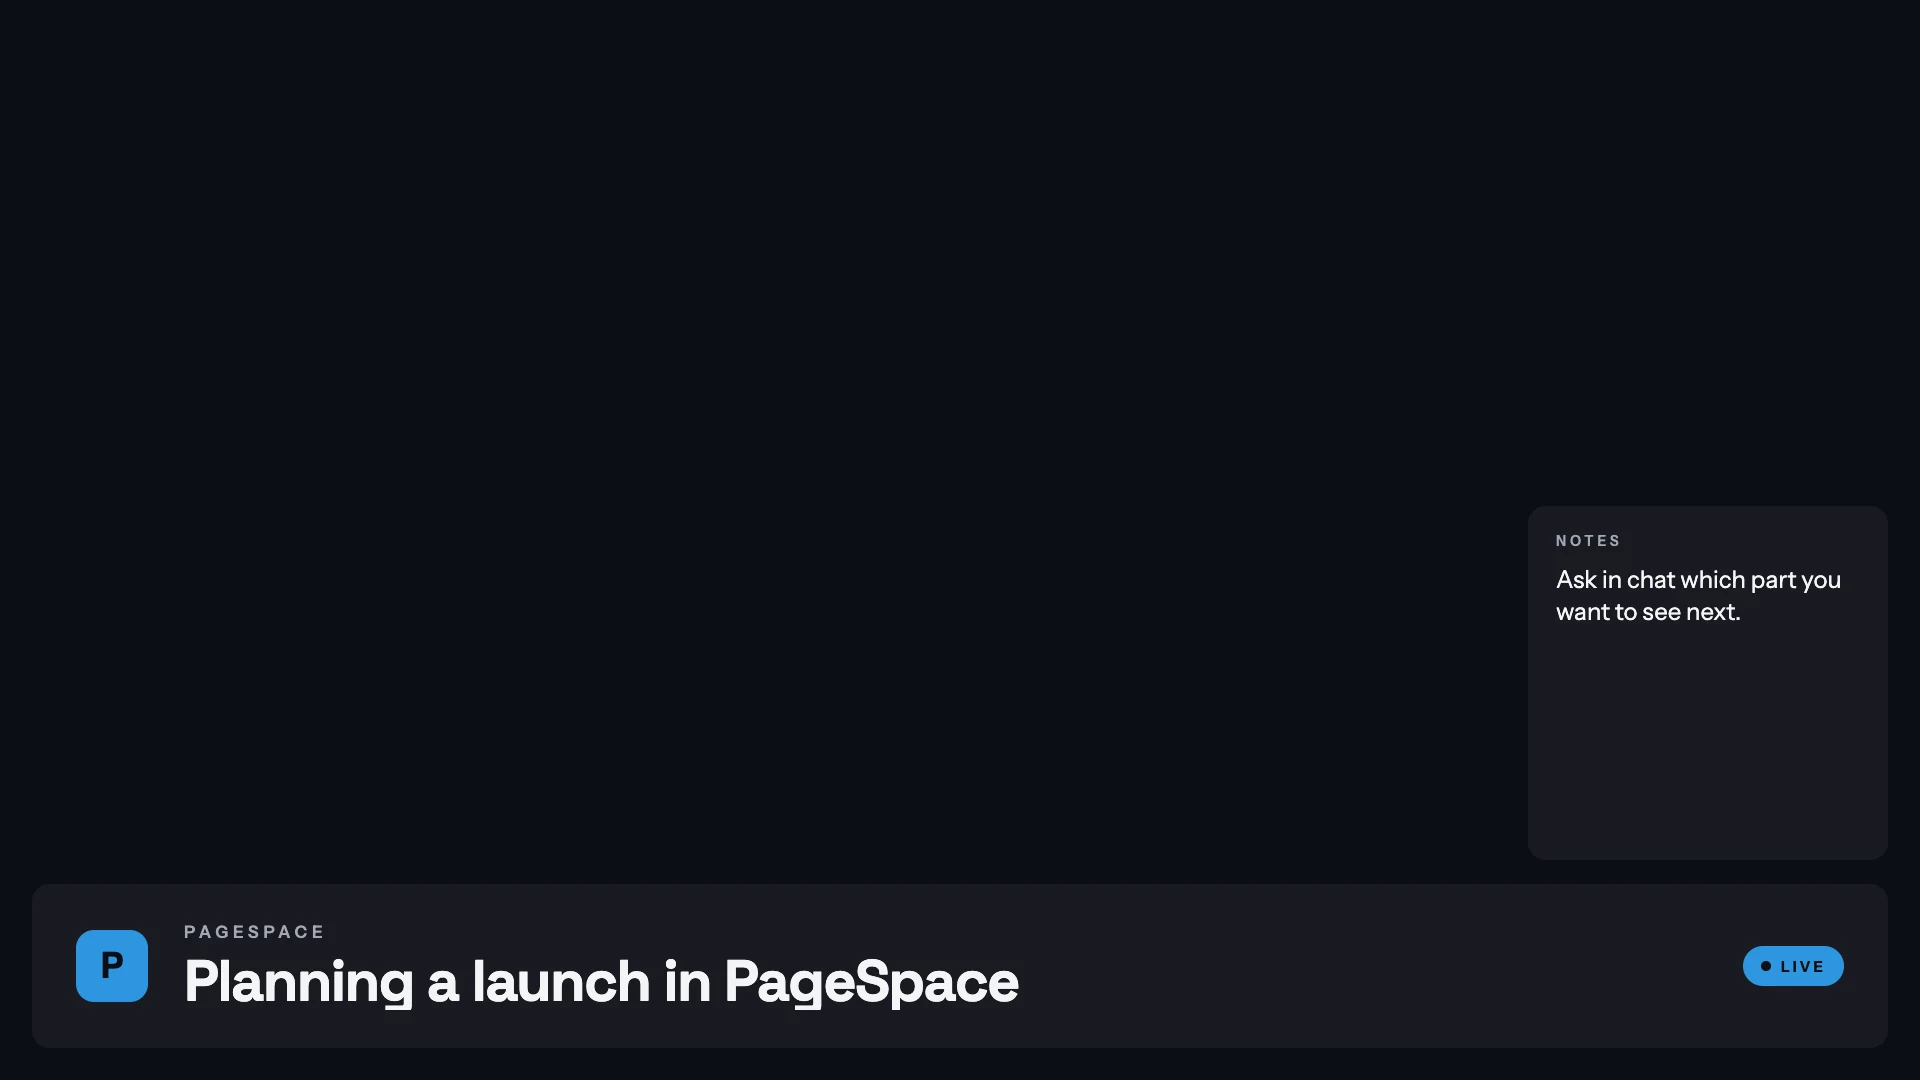 NOTES
Ask in chat which part you
want to see next.
P
PAGESPACE
Planning a launch in PageSpace
LIVE